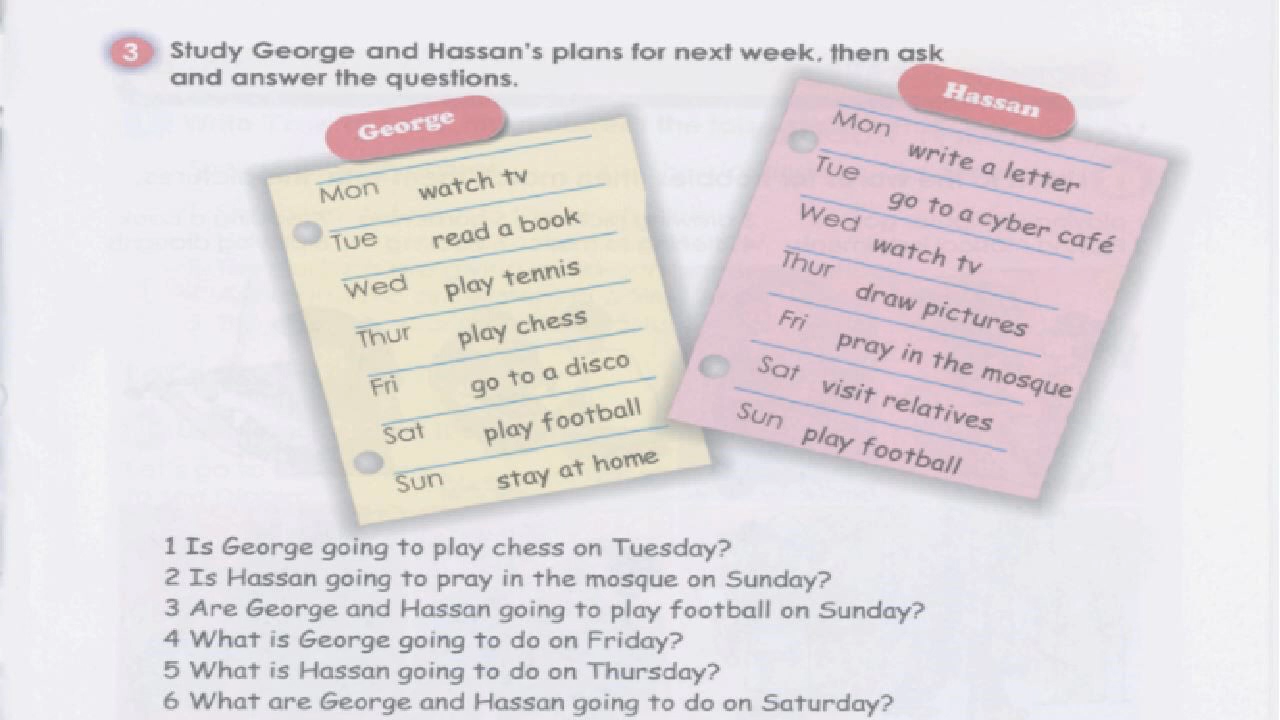 3 Study George and Hassan's plans for next week, then ask
and answer the questions.
George
Mon watch tv
Tue read a book
Wed play tennis
Thur play chess
Fri go to a disco
Sat play football
Sun stay at home
Hassan
Mon write a letter
Tue go to a cyber café
Wed watch tv
Thur draw pictures
Fri pray in the mosque
Sat visit relatives
Sun play football
1 Is George going to play chess on Tuesday?
2 Is Hassan going to pray in the mosque on Sunday?
3 Are George and Hassan going to play football on Sunday?
4 What is George going to do on Friday?
5 What is Hassan going to do on Thursday?
6 What are George and Hassan going to do on Saturday?